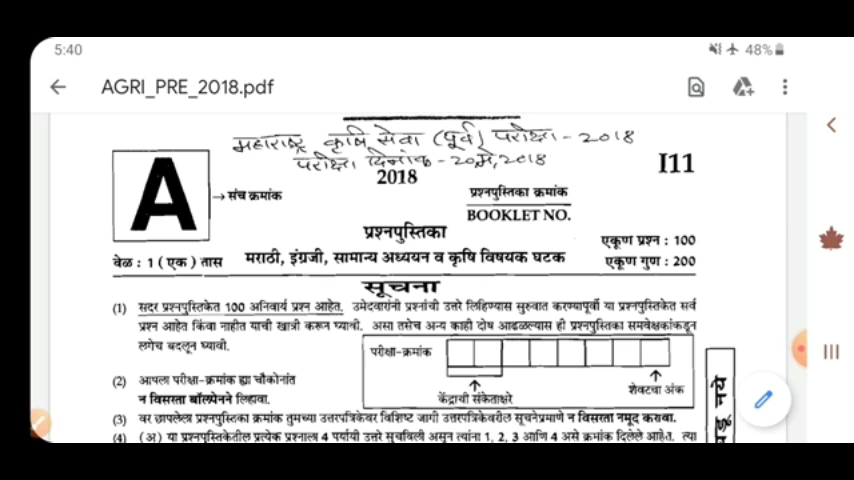 5:40
48%
AGRI_PRE_2018.pdf
महाराष्ट्र कृषि सेवा (पूर्व) परीक्षा - 2018
परीक्षा दिनांक - 20 मे, 2018
2018
I11
A
→ संच क्रमांक
प्रश्नपुस्तिका क्रमांक
BOOKLET NO.
प्रश्नपुस्तिका
एकूण प्रश्न : 100
वेळ : 1 (एक) तास
मराठी, इंग्रजी, सामान्य अध्ययन व कृषि विषयक घटक
एकूण गुण : 200
सूचना
(1) सदर प्रश्नपुस्तिकेत 100 अनिवार्य प्रश्न आहेत. उमेदवारांनी प्रश्नांची उत्तरे लिहिण्यास सुरुवात करण्यापूर्वी या प्रश्नपुस्तिकेत सर्व
प्रश्न आहेत किंवा नाहीत याची खात्री करून घ्यावी. असा तसेच अन्य काही दोष आढळल्यास ही प्रश्नपुस्तिका समवेक्षकांकडून
लगेच बदलून घ्यावी.
परीक्षा-क्रमांक
(2) आपला परीक्षा-क्रमांक ह्या चौकोनांत
न विसरता बॉलपेनने लिहावा.
केंद्राची संकेताक्षरे
शेवटचा अंक
(3) वर छापलेला प्रश्नपुस्तिका क्रमांक तुमच्या उत्तरपत्रिकेवर विशिष्ट जागी उत्तरपत्रिकेवरील सूचनेप्रमाणे न विसरता नमूद करावा.
(4) (अ) या प्रश्नपुस्तिकेतील प्रत्येक प्रश्नाला 4 पर्यायी उत्तरे सुचविली असून त्यांना 1, 2, 3 आणि 4 असे क्रमांक दिलेले आहेत. त्या
नये